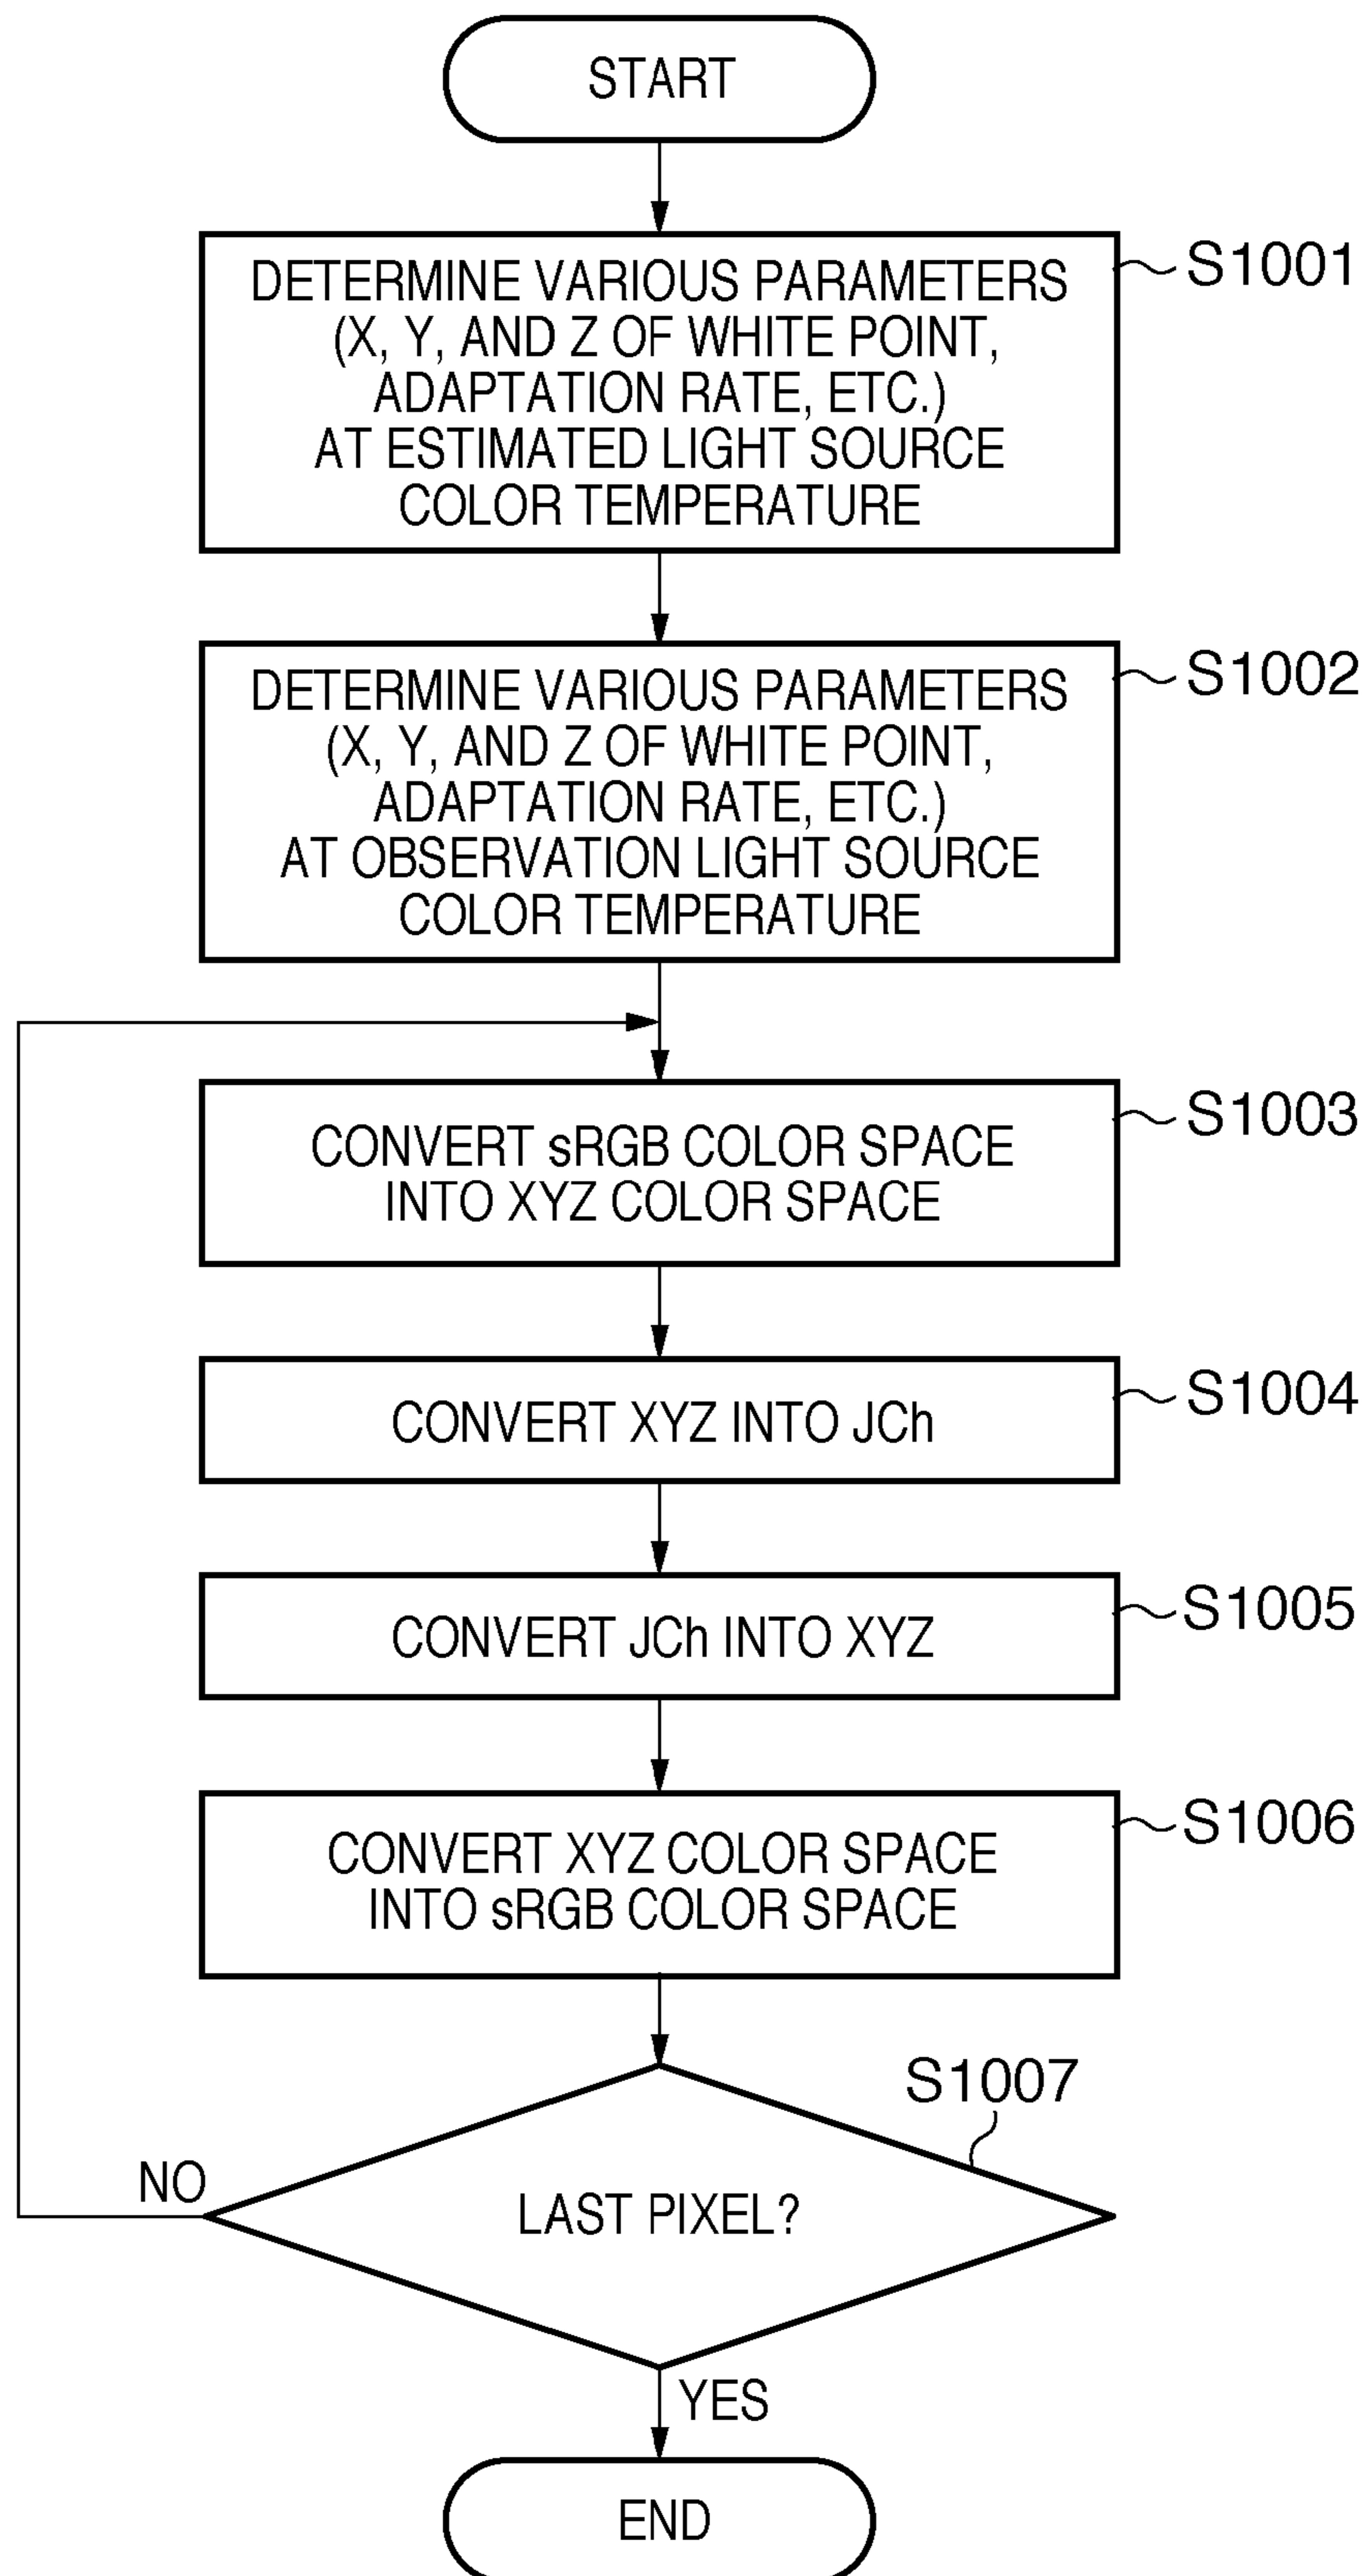 START
DETERMINE VARIOUS PARAMETERS
(X, Y, AND Z OF WHITE POINT,
ADAPTATION RATE, ETC.)
AT ESTIMATED LIGHT SOURCE
COLOR TEMPERATURE
S1001
DETERMINE VARIOUS PARAMETERS
(X, Y, AND Z OF WHITE POINT,
ADAPTATION RATE, ETC.)
AT OBSERVATION LIGHT SOURCE
COLOR TEMPERATURE
S1002
CONVERT sRGB COLOR SPACE
INTO XYZ COLOR SPACE
S1003
CONVERT XYZ INTO JCh
S1004
CONVERT JCh INTO XYZ
S1005
CONVERT XYZ COLOR SPACE
INTO sRGB COLOR SPACE
S1006
S1007
NO
LAST PIXEL?
YES
END